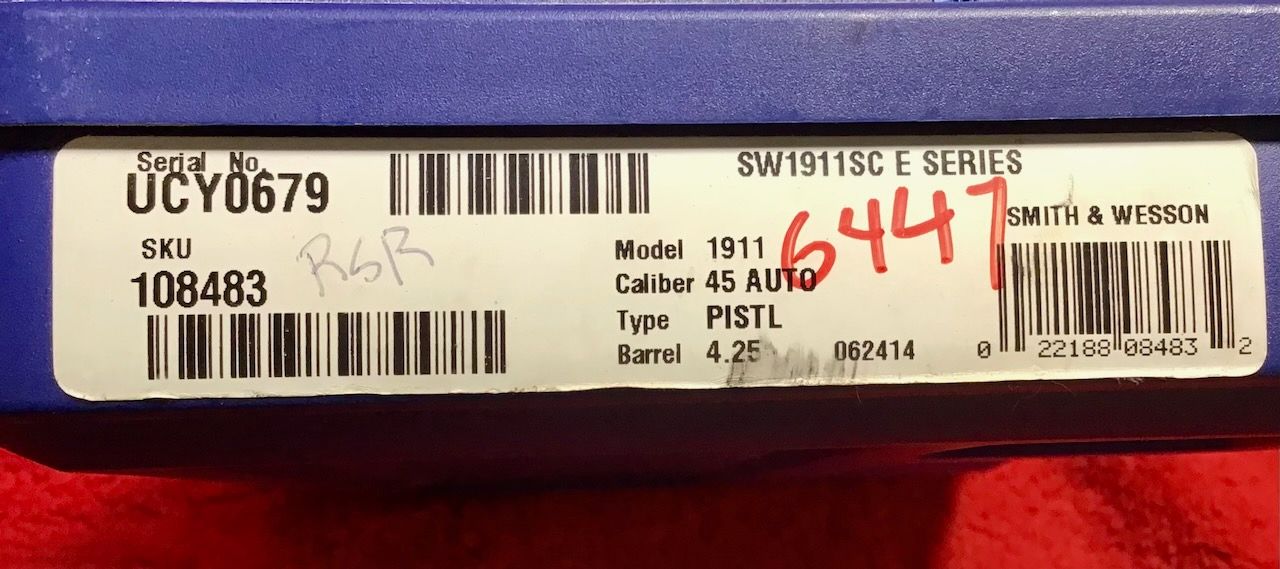 Serial No.
UCY0679
SW1911SC E SERIES
6447
SMITH & WESSON
SKU
108483
RSR
Model 1911
Caliber 45 AUTO
Type PISTL
Barrel 4.25 062414
0 22188 08483 2